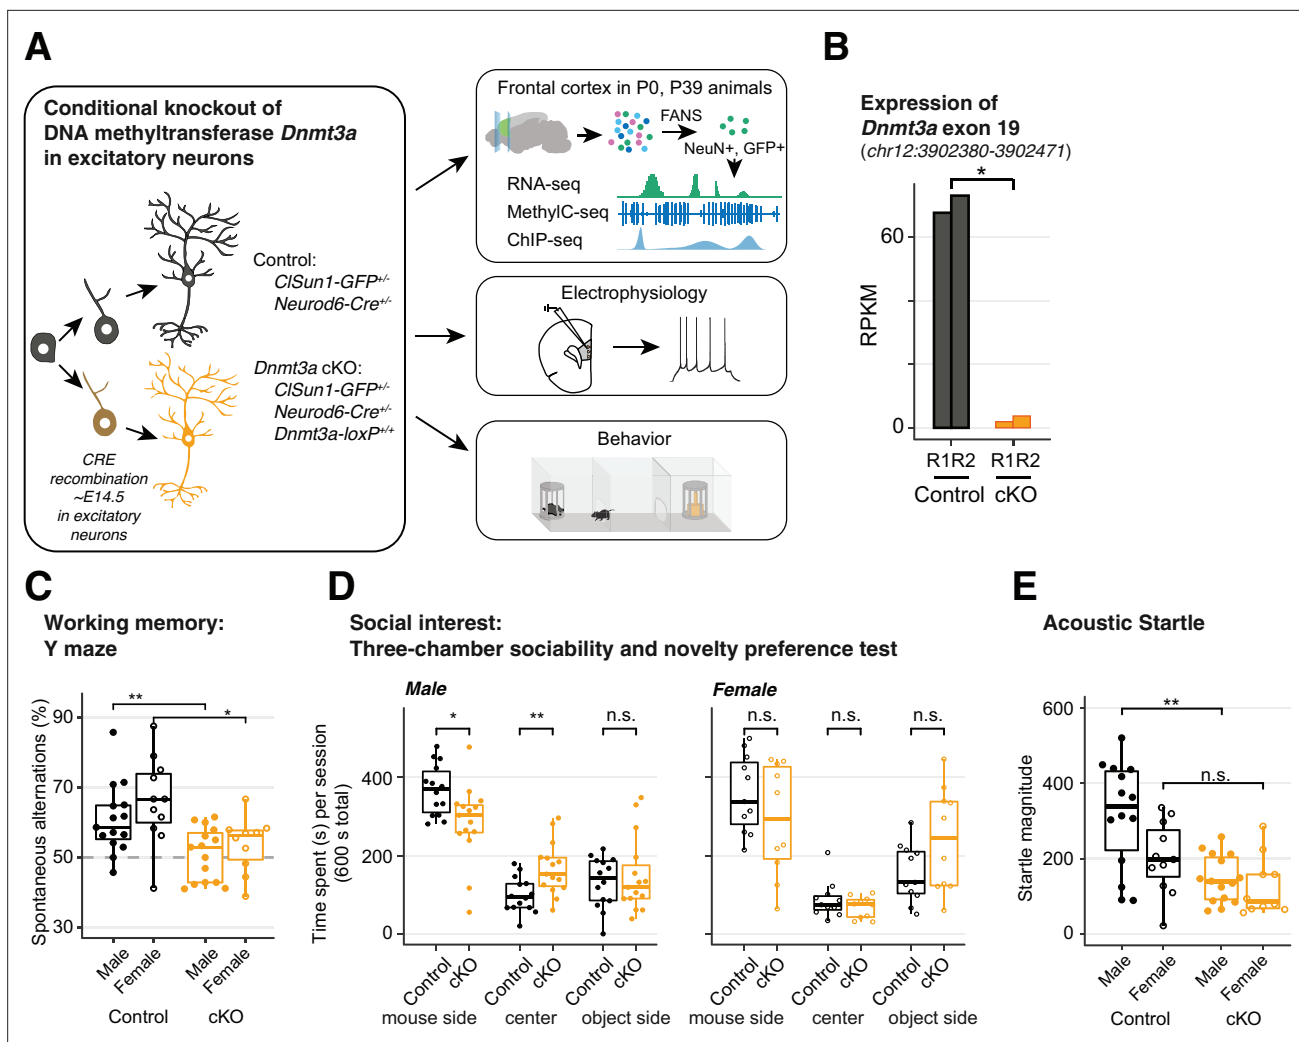 A
Conditional knockout of
DNA methyltransferase Dnmt3a
in excitatory neurons
Control:
ClSun1-GFP+/-
Neurod6-Cre+/-
Dnmt3a cKO:
ClSun1-GFP+/-
Neurod6-Cre+/-
Dnmt3a-loxP+/+
CRE
recombination
~E14.5
in excitatory
neurons
Frontal cortex in P0, P39 animals
FANS
NeuN+, GFP+
RNA-seq
MethylC-seq
ChIP-seq
Electrophysiology
Behavior
B
Expression of
Dnmt3a exon 19
(chr12:3902380-3902471)
*
60
0
RPKM
R1R2 R1R2
Control cKO
C
Working memory:
Y maze
** *
90
70
50
30
Spontaneous alternations (%)
Male Female Male Female
Control cKO
D
Social interest:
Three-chamber sociability and novelty preference test
Male
* ** n.s.
400
200
0
Time spent (s) per session
(600 s total)
Control cKO Control cKO Control cKO
mouse side center object side
Female
n.s. n.s. n.s.
Control cKO Control cKO Control cKO
mouse side center object side
E
Acoustic Startle
** n.s.
600
400
200
0
Startle magnitude
Male Female Male Female
Control cKO